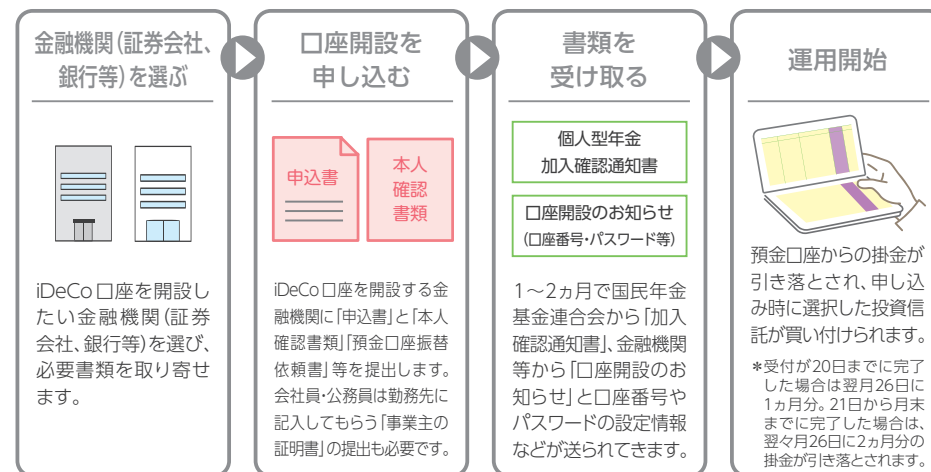 金融機関(証券会社、
銀行等)を選ぶ
iDeCo口座を開設し
たい金融機関(証券
会社、銀行等)を選び、
必要書類を取り寄せ
ます。
口座開設を
申し込む
申込書
本人
確認
書類
iDeCo口座を開設する金
融機関に「申込書」と「本人
確認書類」「預金口座振替
依頼書」等を提出します。
会社員・公務員は勤務先に
記入してもらう「事業主の
証明書」の提出も必要です。
書類を
受け取る
個人型年金
加入確認通知書
口座開設のお知らせ
(口座番号・パスワード等)
1〜2ヵ月で国民年金
基金連合会から「加入
確認通知書」、金融機関
等から「口座開設のお
知らせ」と口座番号や
パスワードの設定情報
などが送られてきます。
運用開始
預金口座からの掛金が
引き落とされ、申し込
み時に選択した投資信
託が買い付けられます。
*受付が20日までに完了
した場合は翌月26日に
1ヵ月分。21日から月末
までに完了した場合は、
翌々月26日に2ヵ月分の
掛金が引き落とされます。